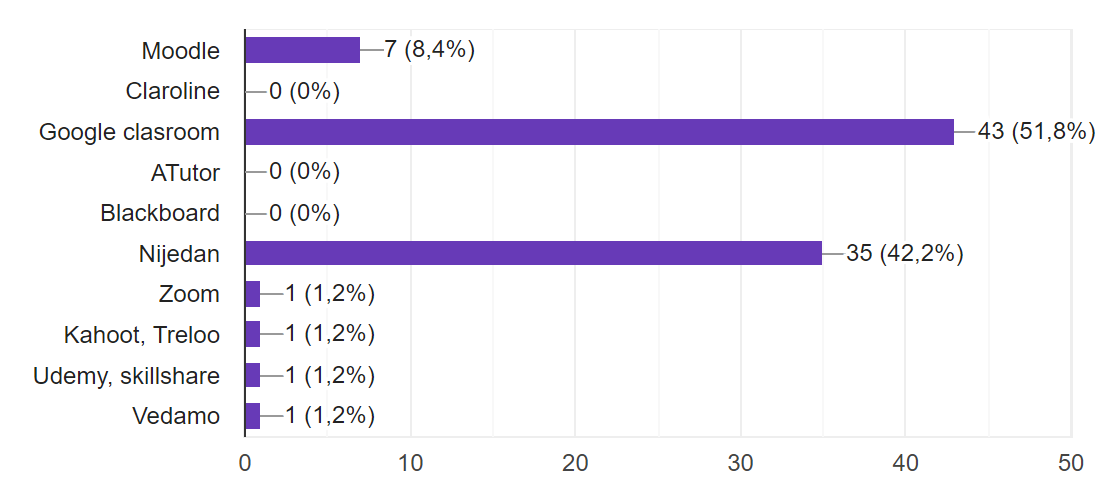 Moodle 7 (8,4%)
Claroline 0 (0%)
Google clasroom 43 (51,8%)
ATutor 0 (0%)
Blackboard 0 (0%)
Nijedan 35 (42,2%)
Zoom 1 (1,2%)
Kahoot, Treloo 1 (1,2%)
Udemy, skillshare 1 (1,2%)
Vedamo 1 (1,2%)
0 10 20 30 40 50